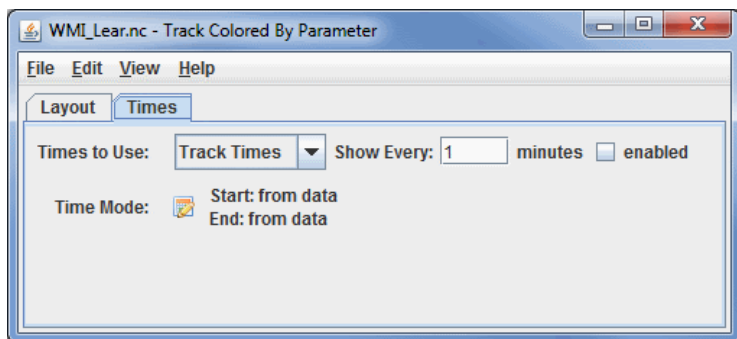 WMI_Lear.nc - Track Colored By Parameter
File Edit View Help
Layout Times
Times to Use: Track Times Show Every: 1 minutes enabled
Time Mode: Start: from data
End: from data